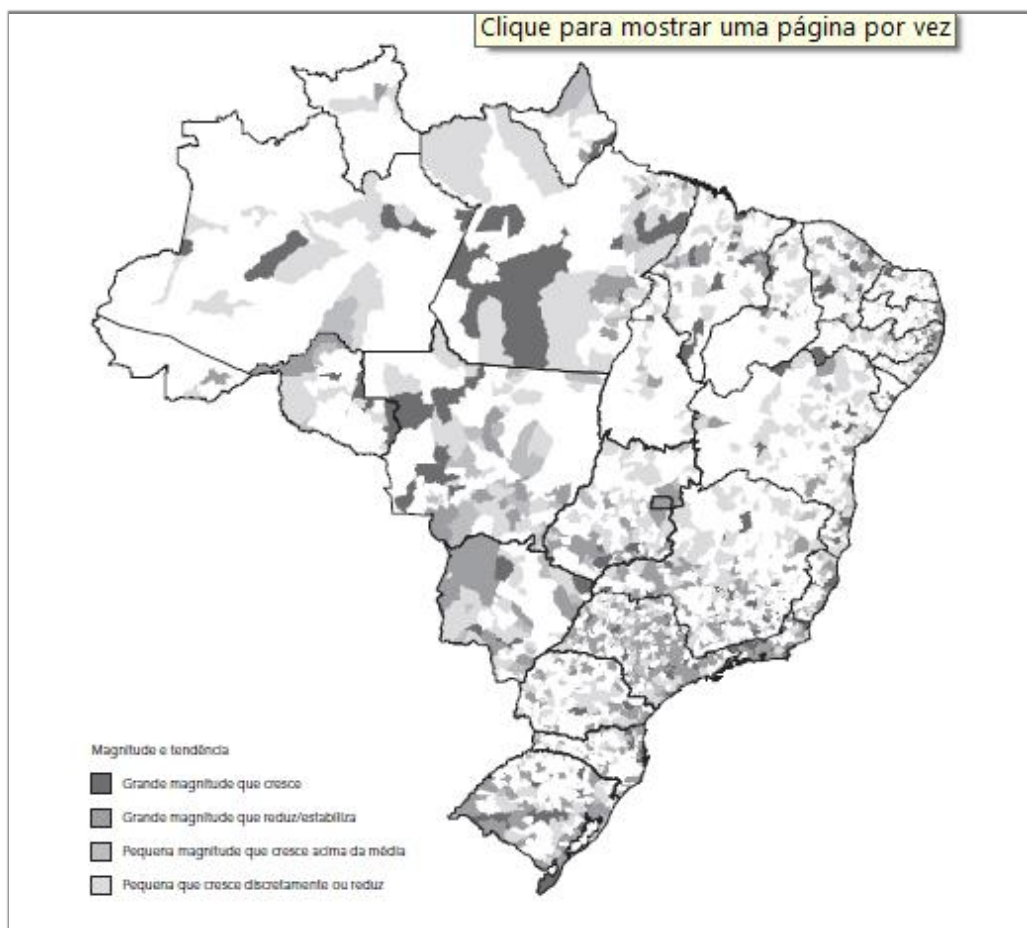 Clique para mostrar uma página por vez
Magnitude e tendência
Grande magnitude que cresce
Grande magnitude que reduz/estabiliza
Pequena magnitude que cresce acima da média
Pequena que cresce discretamente ou reduz